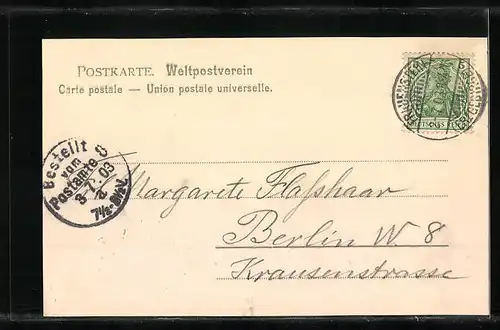 POSTKARTE. Weltpostverein
Carte postale — Union postale universelle.
Bestellt
vom
Postamte 8
3-7.03
a
7½-8½V.
Margarete Flaßhaar
Berlin W. 8
Krausenstrasse